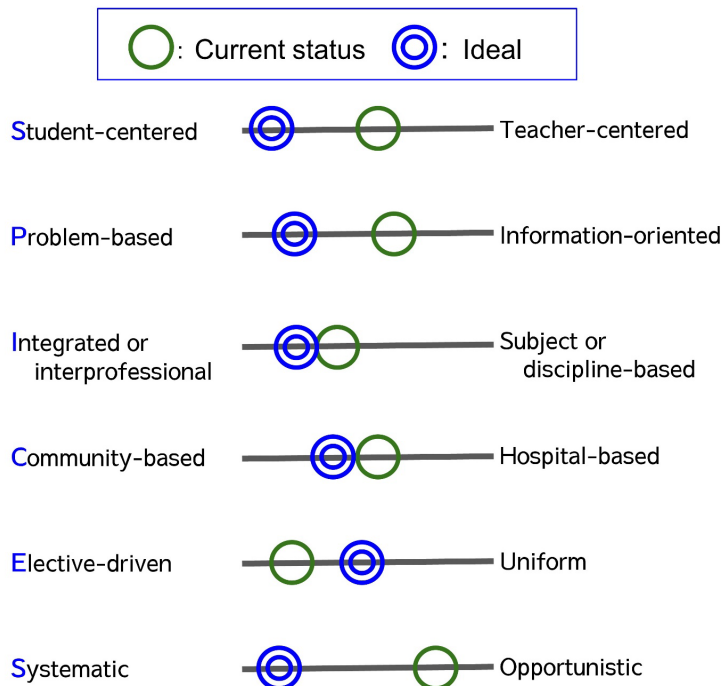 : Current status : Ideal
Student-centered Teacher-centered
Problem-based Information-oriented
Integrated or Subject or
interprofessional discipline-based
Community-based Hospital-based
Elective-driven Uniform
Systematic Opportunistic